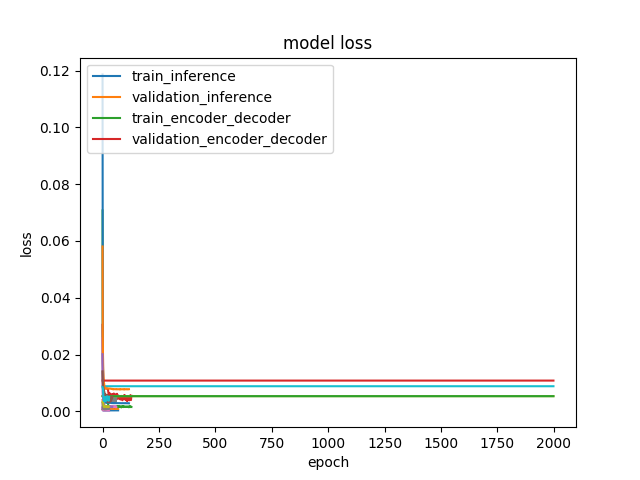 model loss
train_inference
validation_inference
train_encoder_decoder
validation_encoder_decoder
0.12
0.10
0.08
0.06
0.04
0.02
0.00
loss
0 250 500 750 1000 1250 1500 1750 2000
epoch